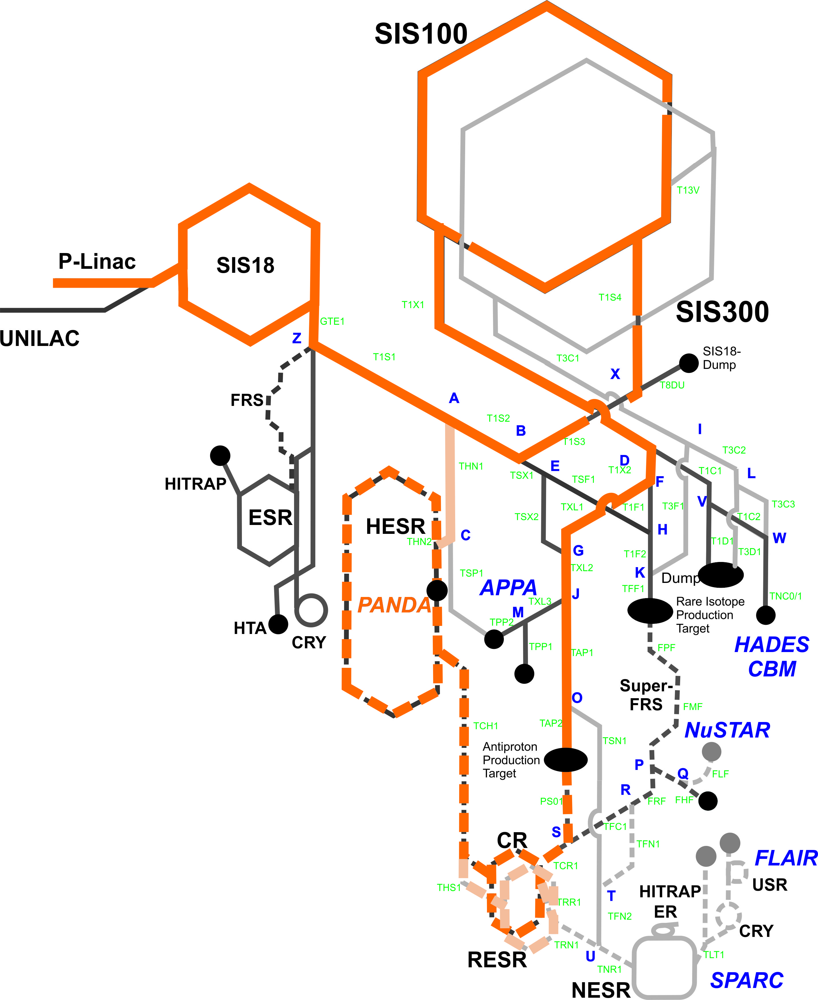 SIS100
T13V
P-Linac
SIS18
T1X1
T1S4
SIS300
GTE1
UNILAC
Z
T1S1
T3C1
SIS18-
Dump
X
T8DU
FRS
A
T1S2
B
T1S3
I
T3C2
HITRAP
THN1
TSX1
E
TSF1
D
T1X2
F
T1C1
L
ESR
HESR
THN2
C
TSX2
TXL1
T1F1
T3F1
V
T1C2
T3C3
H
T1D1
W
G
T1F2
T3D1
TXL2
TSP1
APPA
K
Dump
PANDA
TXL3
J
TFF1
Rare Isotope
Production
Target
TNC0/1
M
TPP2
HTA
CRY
TPP1
TAP1
FPF
HADES
CBM
Super-
FRS
O
FMF
TCH1
TAP2
TSN1
NuSTAR
Antiproton
Production
Target
P
Q
FLF
R
PS01
FRF
FHF
S
TFC1
CR
TFN1
TCR1
FLAIR
USR
THS1
HITRAP
ER
T
TRR1
TFN2
CRY
TRN1
RESR
U
TLT1
TNR1
NESR
SPARC